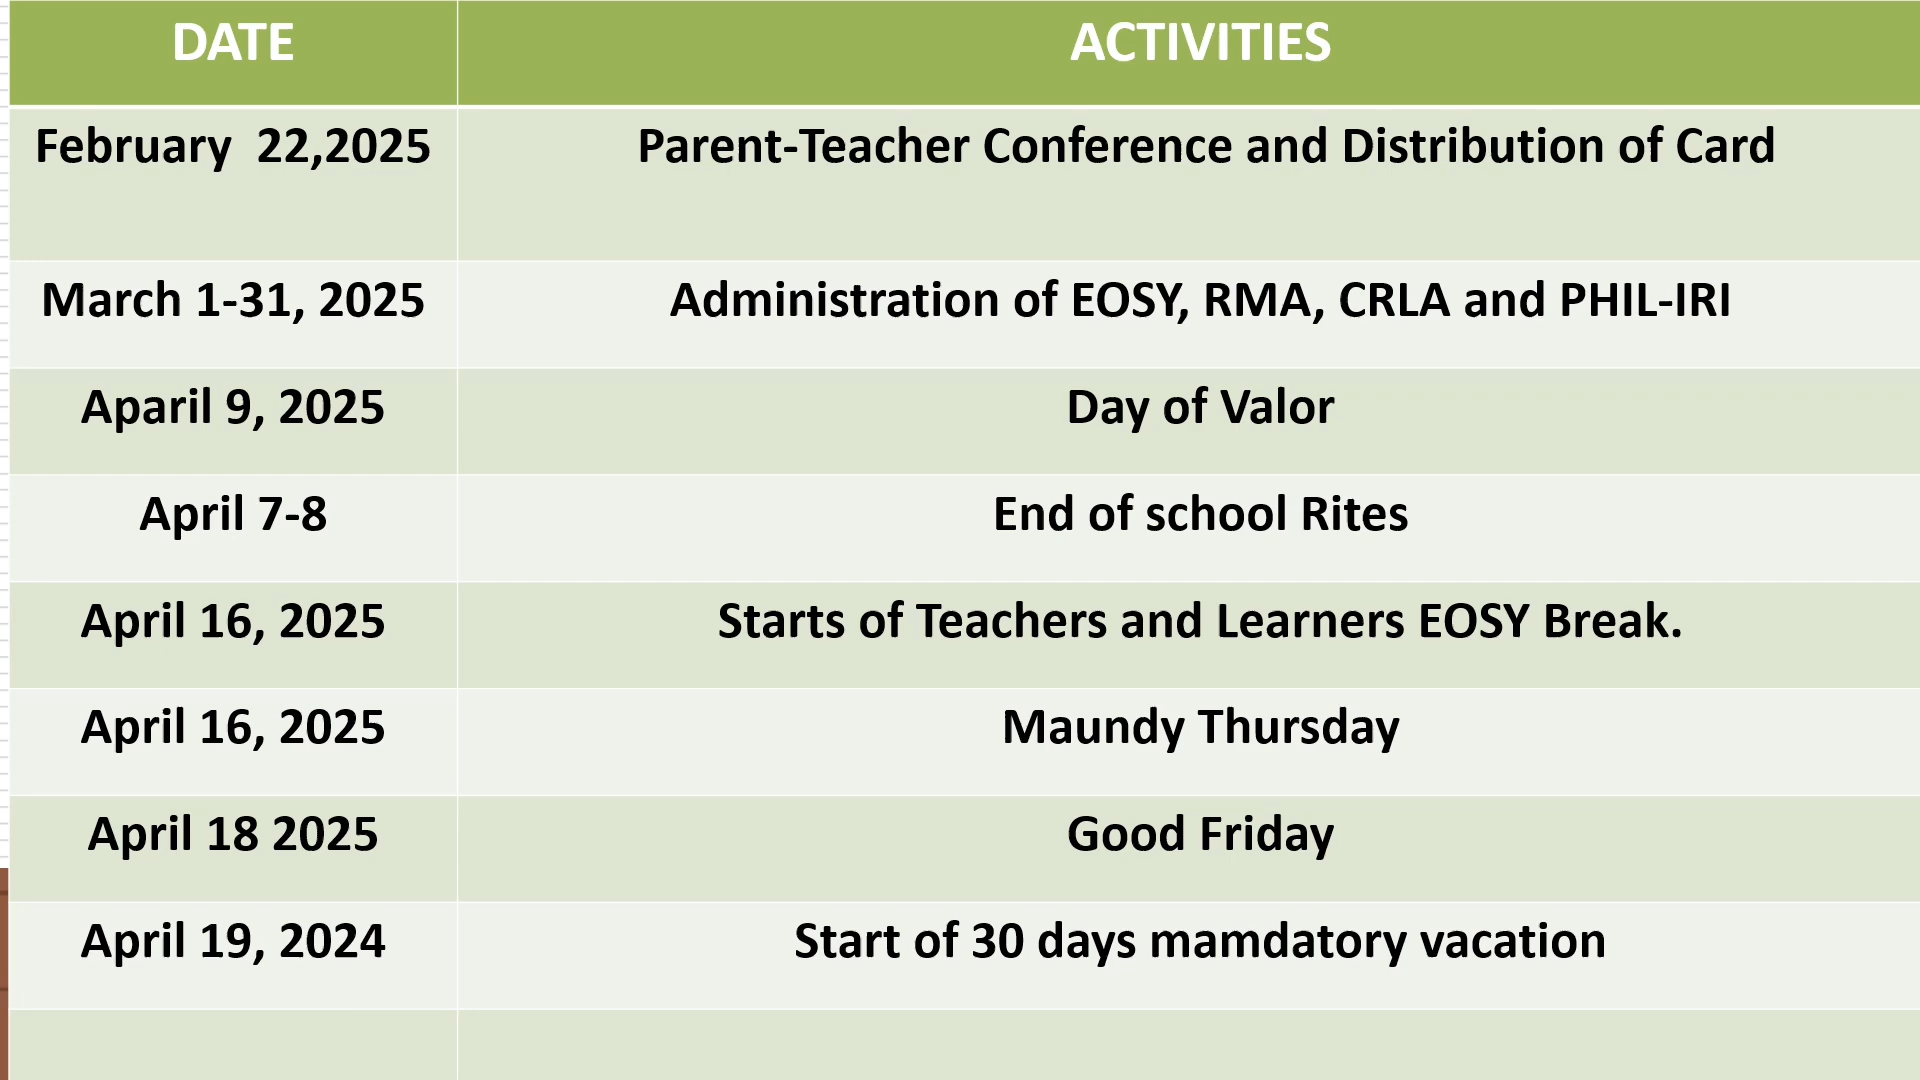 DATE ACTIVITIES
February  22,2025 Parent-Teacher Conference and Distribution of Card
March 1-31, 2025 Administration of EOSY, RMA, CRLA and PHIL-IRI
Aparil 9, 2025 Day of Valor
April 7-8 End of school Rites
April 16, 2025 Starts of Teachers and Learners EOSY Break.
April 16, 2025 Maundy Thursday
April 18 2025 Good Friday
April 19, 2024 Start of 30 days mamdatory vacation